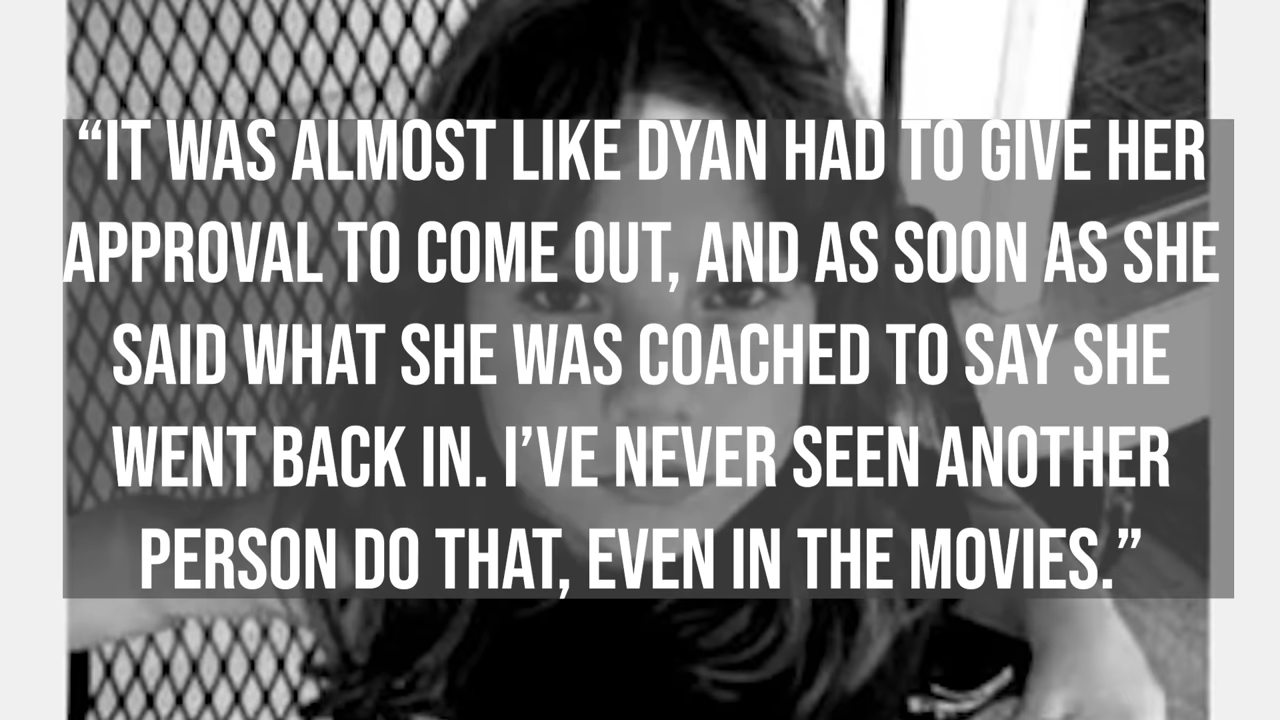 “IT WAS ALMOST LIKE DYAN HAD TO GIVE HER
APPROVAL TO COME OUT, AND AS SOON AS SHE
SAID WHAT SHE WAS COACHED TO SAY SHE
WENT BACK IN. I’VE NEVER SEEN ANOTHER
PERSON DO THAT, EVEN IN THE MOVIES.”